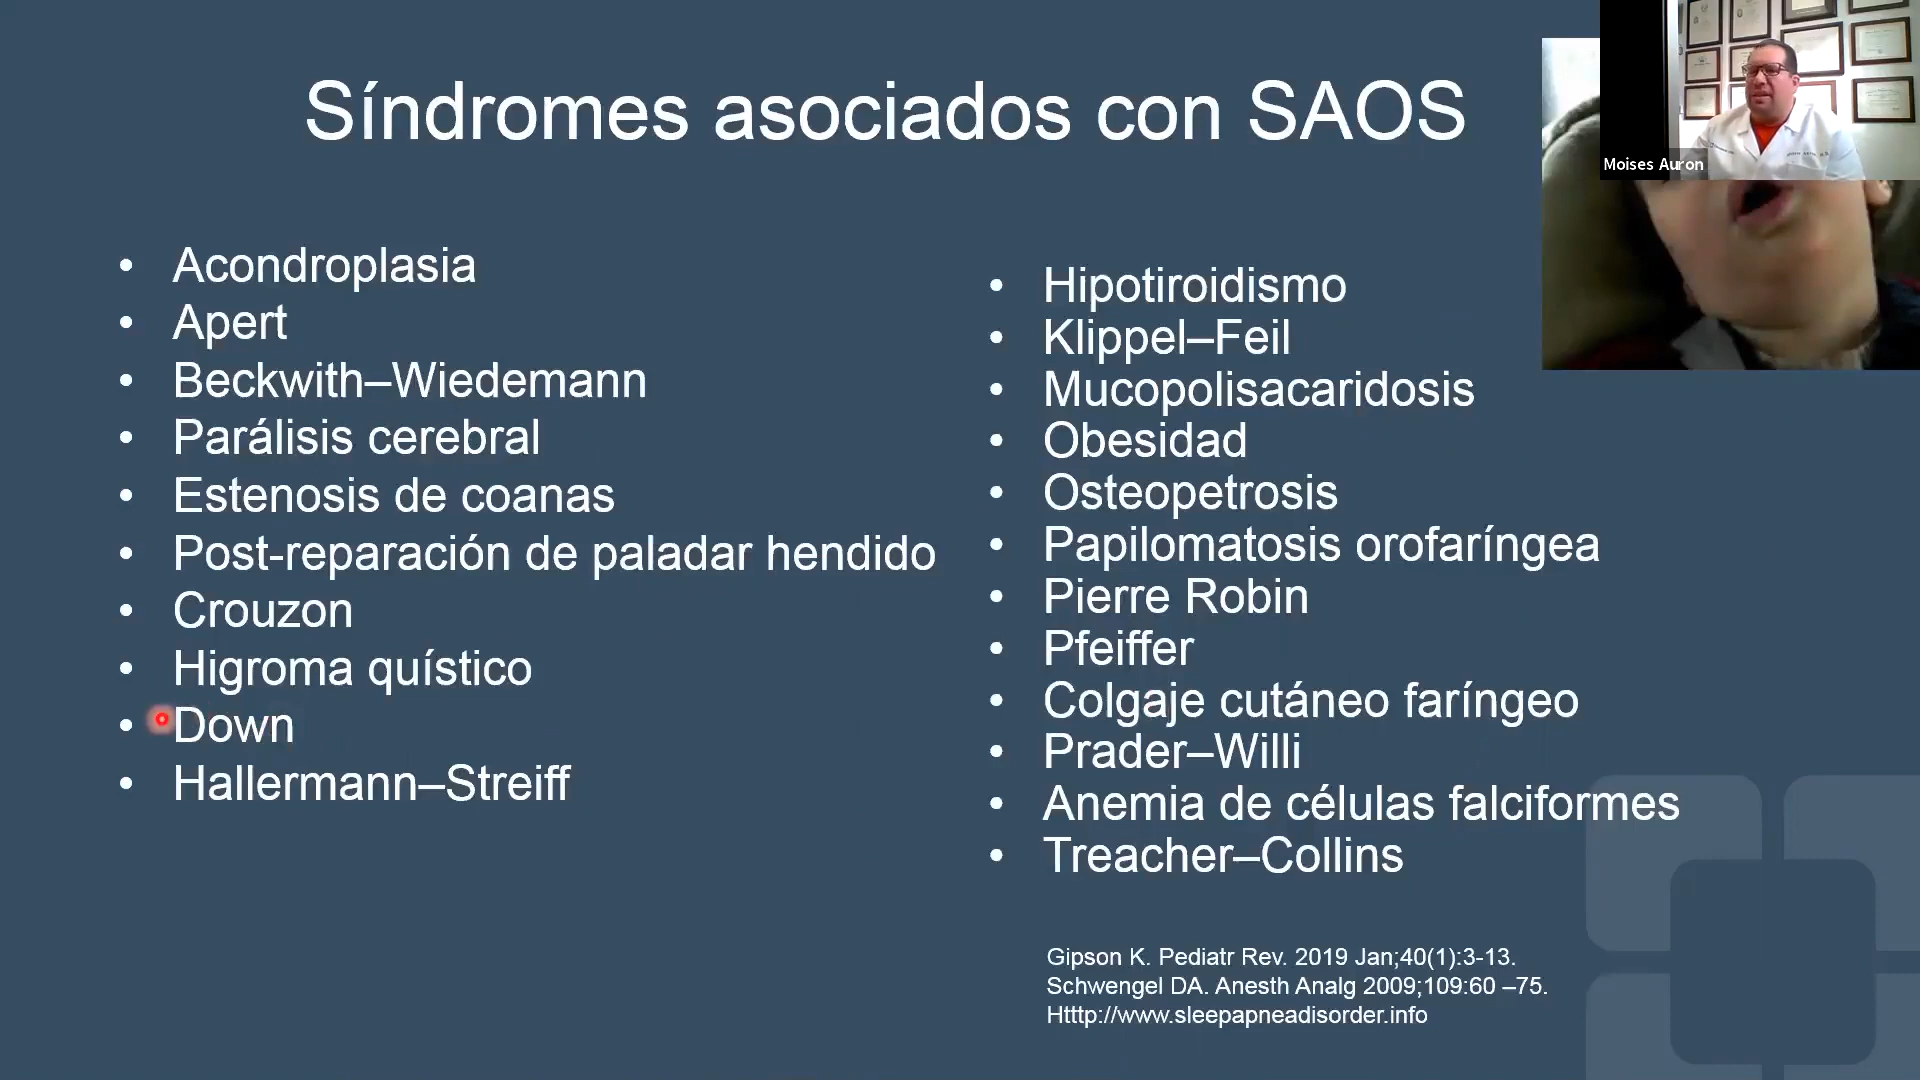 Síndromes asociados con SAOS
Moises Auron
• Acondroplasia
• Apert
• Beckwith–Wiedemann
• Parálisis cerebral
• Estenosis de coanas
• Post-reparación de paladar hendido
• Crouzon
• Higroma quístico
• Down
• Hallermann–Streiff
• Hipotiroidismo
• Klippel–Feil
• Mucopolisacaridosis
• Obesidad
• Osteopetrosis
• Papilomatosis orofaríngea
• Pierre Robin
• Pfeiffer
• Colgaje cutáneo faríngeo
• Prader–Willi
• Anemia de células falciformes
• Treacher–Collins
Gipson K. Pediatr Rev. 2019 Jan;40(1):3-13.
Schwengel DA. Anesth Analg 2009;109:60 –75.
Htttp://www.sleepapneadisorder.info